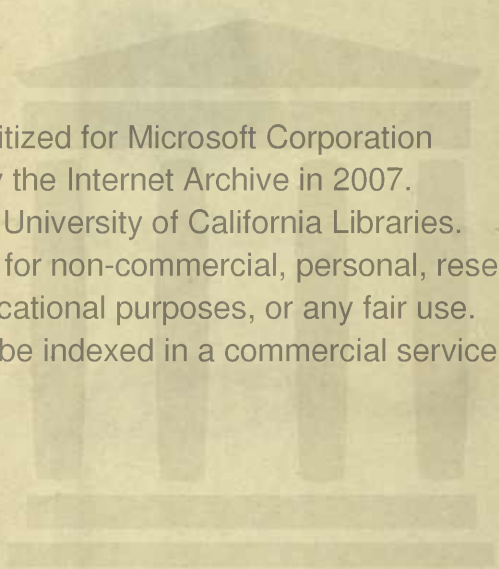 itized for Microsoft Corporation
the Internet Archive in 2007.
University of California Libraries.
for non-commercial, personal, rese
cational purposes, or any fair use.
be indexed in a commercial service